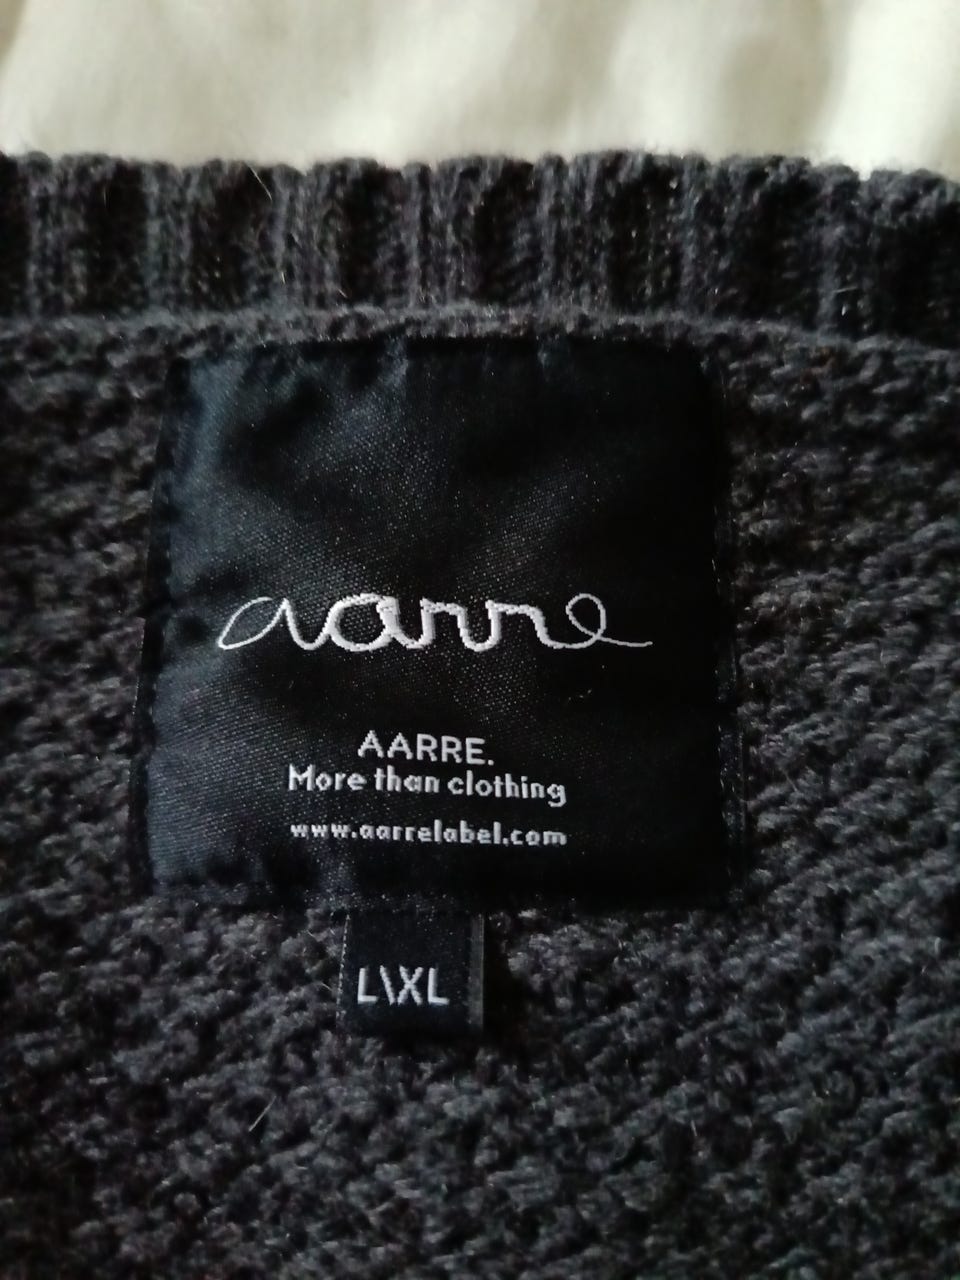 aarre
AARRE.
More than clothing
www.aarrelabel.com
L\XL